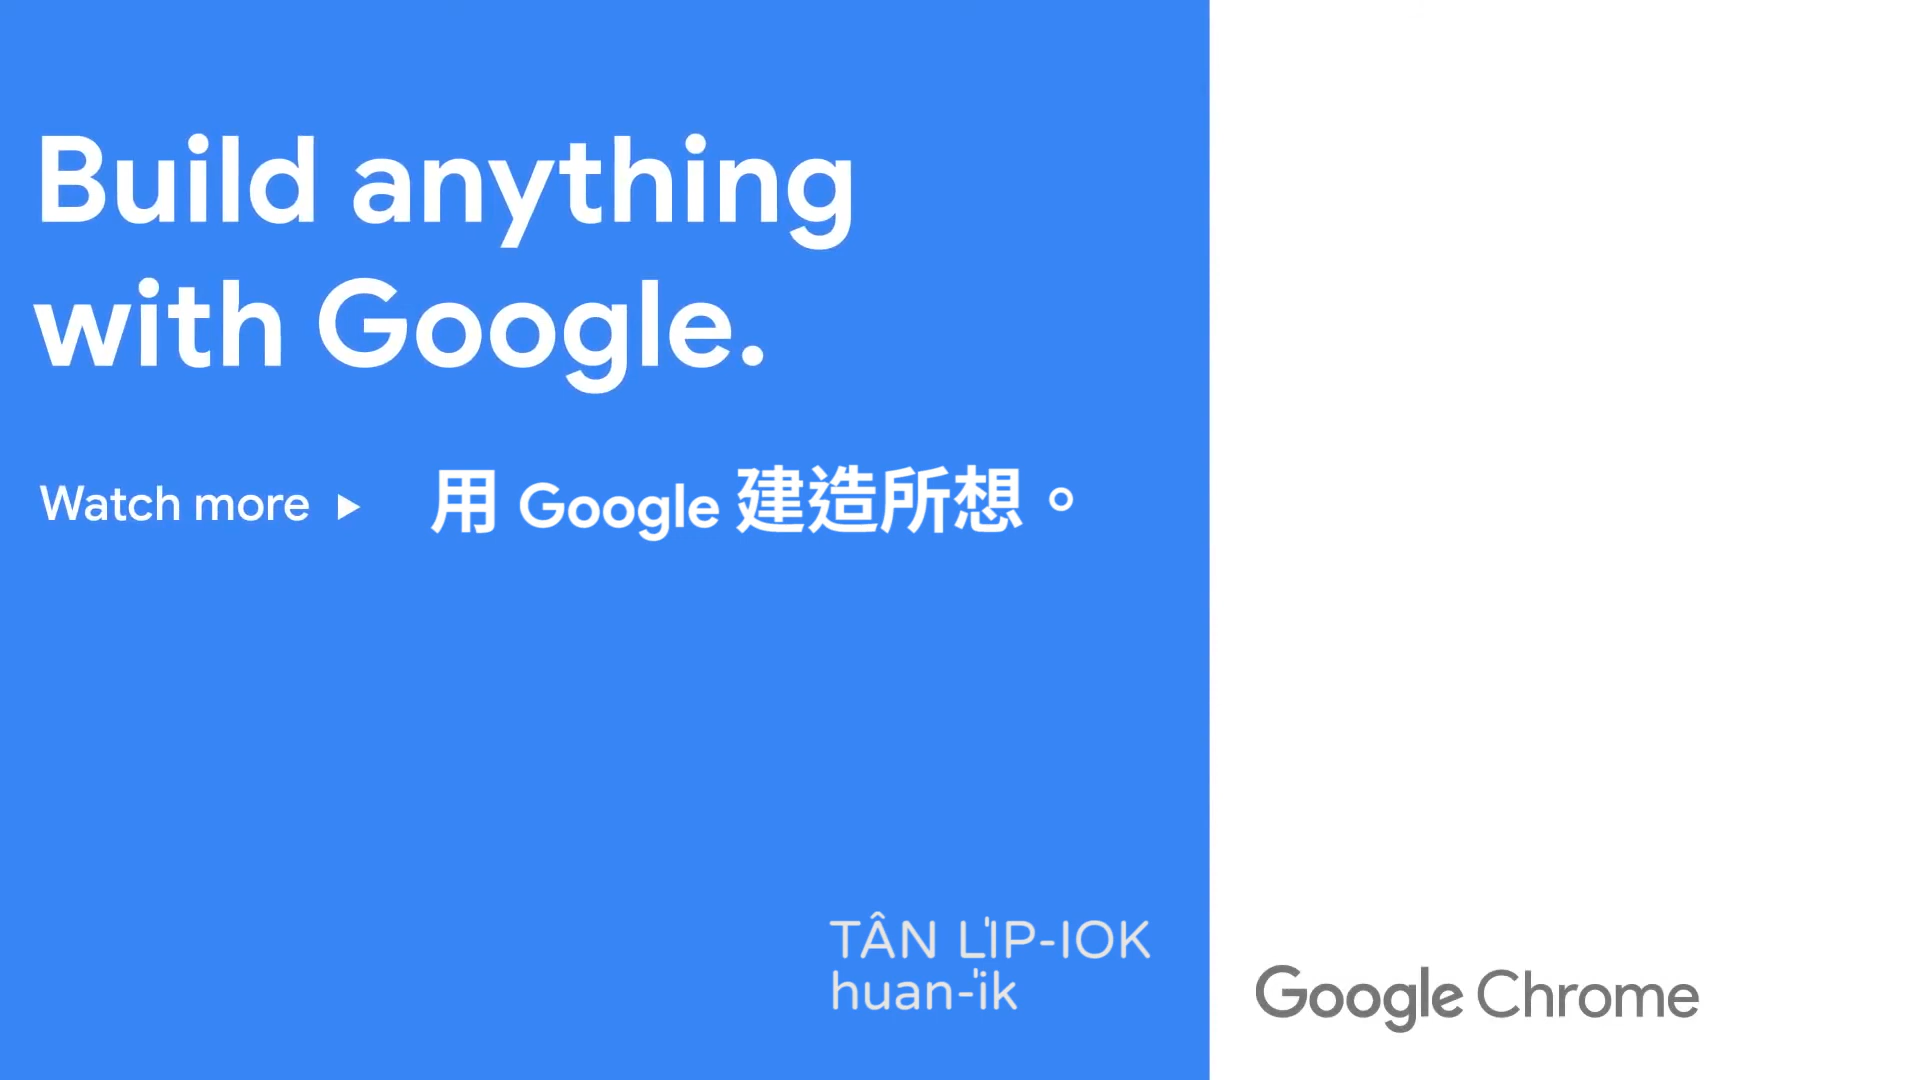 Build anything
with Google.
Watch more ▶
用 Google 建造所想。
TÂN LI̍P-IOK
huan-i̍k
Google Chrome